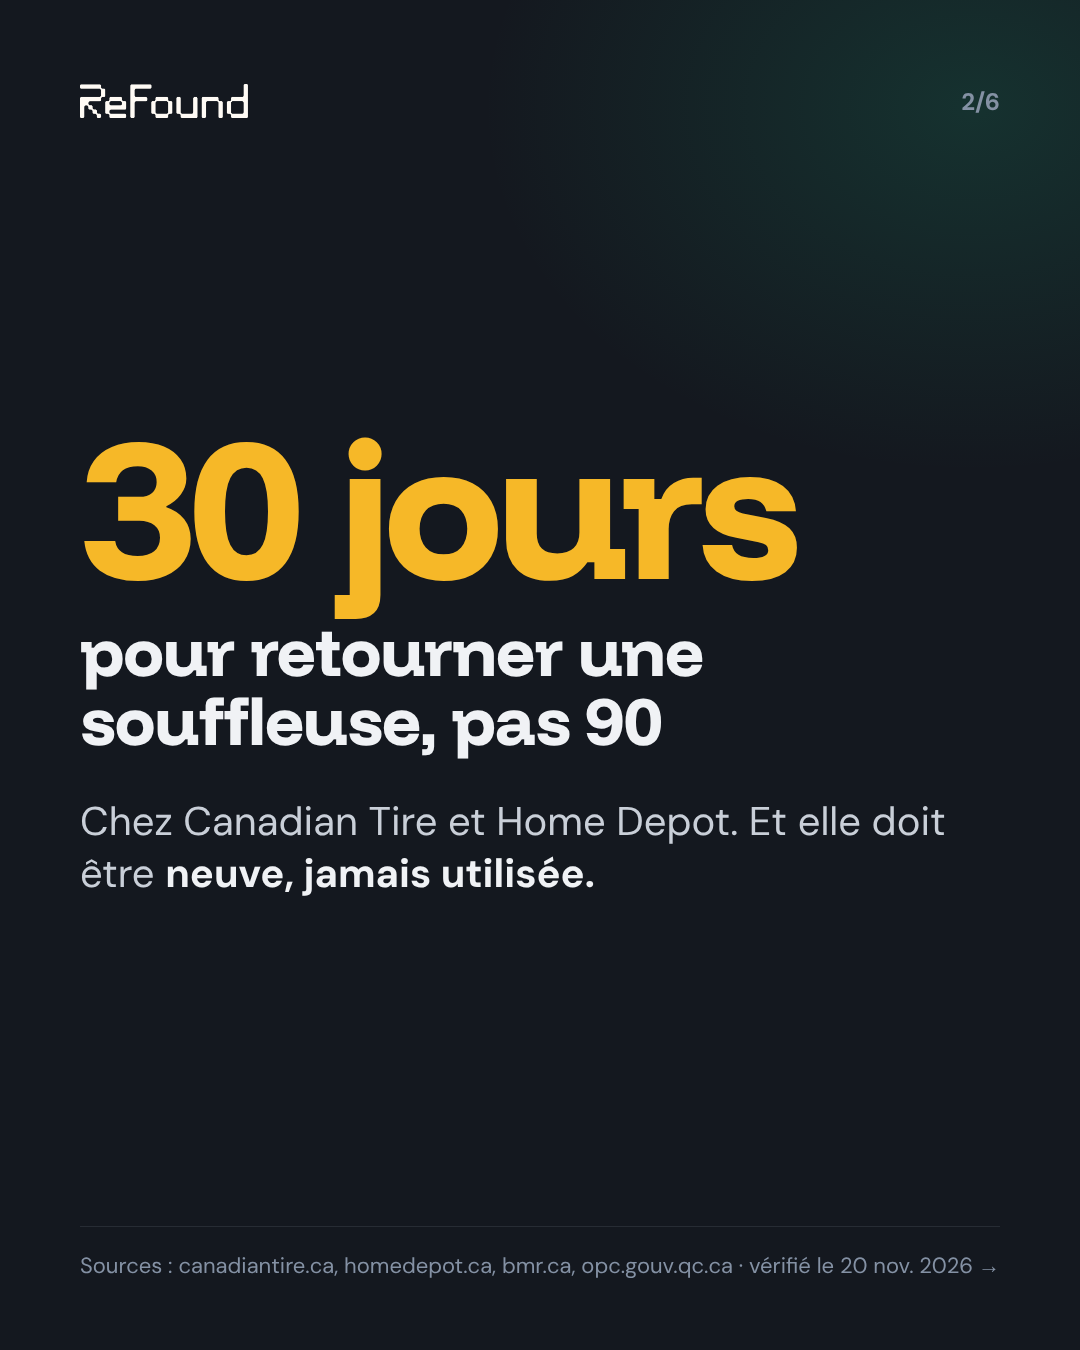 ReFound
2/6
30 jours
pour retourner une
souffleuse, pas 90
Chez Canadian Tire et Home Depot. Et elle doit
être neuve, jamais utilisée.
Sources : canadiantire.ca, homedepot.ca, bmr.ca, opc.gouv.qc.ca · vérifié le 20 nov. 2026 →